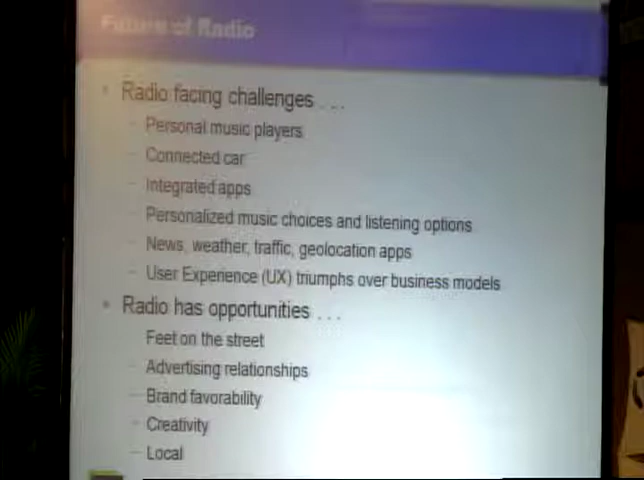 Future of Radio
• Radio facing challenges . . .
– Personal music players
– Connected car
– Integrated apps
– Personalized music choices and listening options
– News, weather, traffic, geolocation apps
– User Experience (UX) triumphs over business models
• Radio has opportunities . . .
Feet on the street
– Advertising relationships
– Brand favorability
– Creativity
– Local